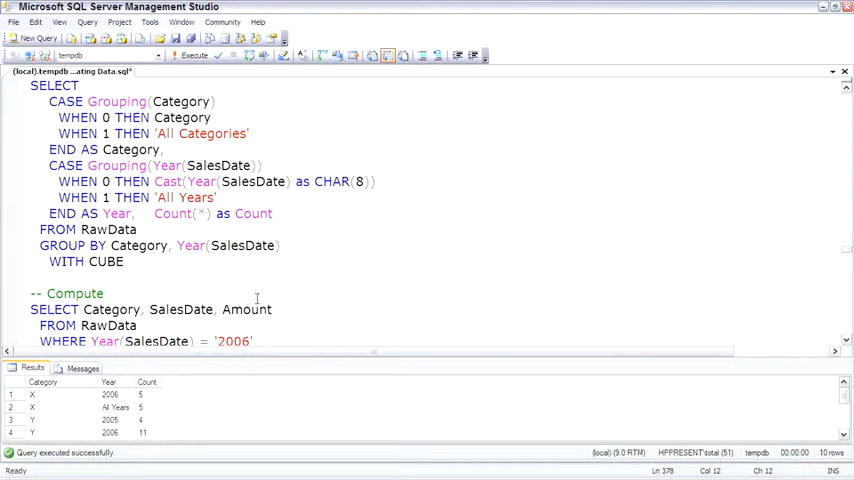 Microsoft SQL Server Management Studio
File Edit View Query Project Tools Window Community Help
New Query
tempdb Execute
(local).tempdb ...ating Data.sql*
SELECT
CASE Grouping(Category)
WHEN 0 THEN Category
WHEN 1 THEN 'All Categories'
END AS Category,
CASE Grouping(Year(SalesDate))
WHEN 0 THEN Cast(Year(SalesDate) as CHAR(8))
WHEN 1 THEN 'All Years'
END AS Year, Count(*) as Count
FROM RawData
GROUP BY Category, Year(SalesDate)
WITH CUBE
-- Compute
SELECT Category, SalesDate, Amount
FROM RawData
WHERE Year(SalesDate) = '2006'
Results Messages
Category Year Count
1 X 2006 5
2 X All Years 5
3 Y 2005 4
4 Y 2006 11
Query executed successfully. (local) (9.0 RTM) HPPRESENT\total (51) tempdb 00:00:00 10 rows
Ready Ln 378 Col 12 Ch 12 INS